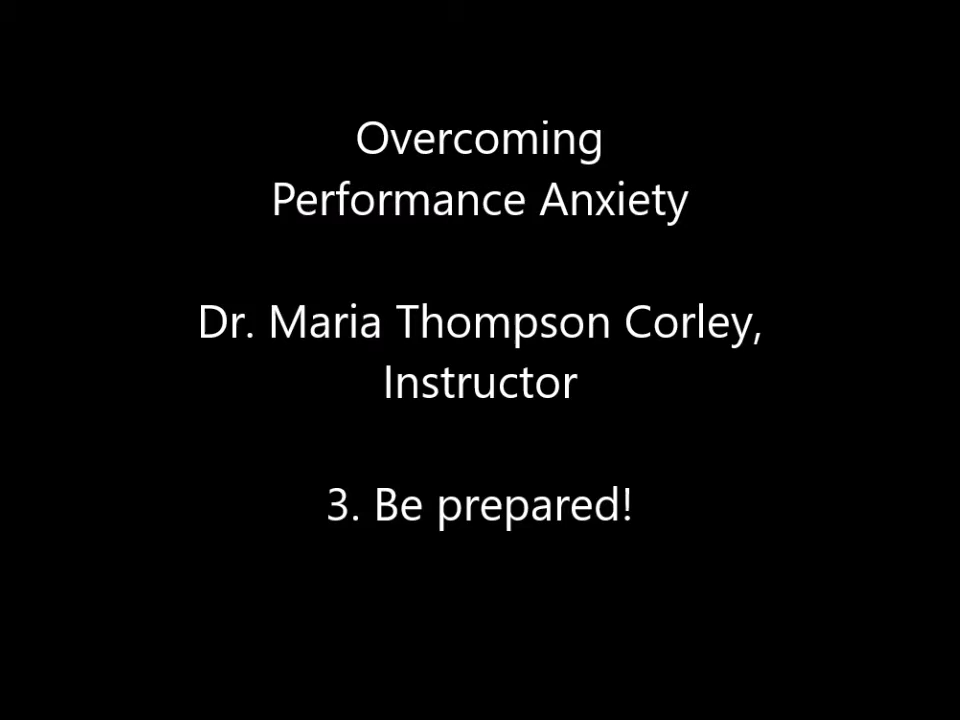 Overcoming
Performance Anxiety
Dr. Maria Thompson Corley,
Instructor
3. Be prepared!